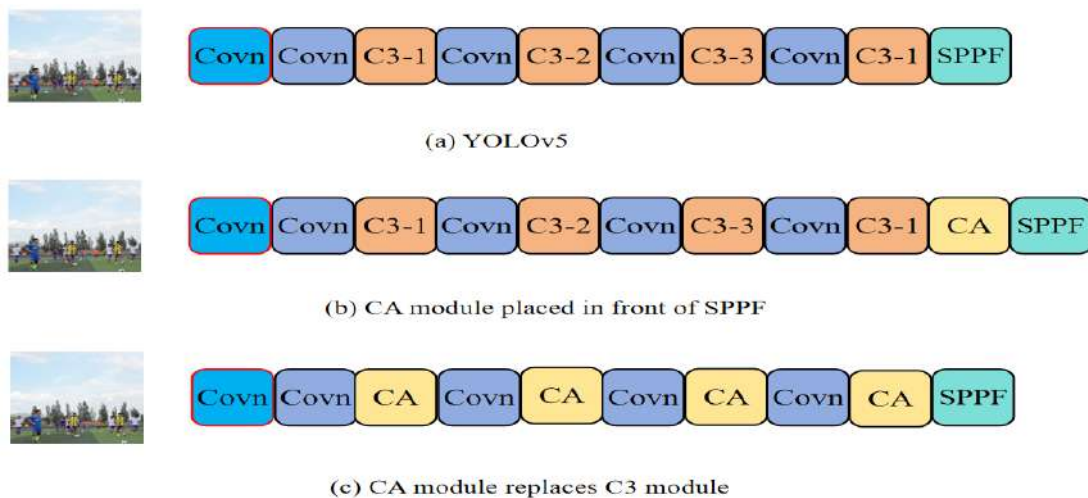 Covn Covn C3-1 Covn C3-2 Covn C3-3 Covn C3-1 SPPF
(a) YOLOv5
Covn Covn C3-1 Covn C3-2 Covn C3-3 Covn C3-1 CA SPPF
(b) CA module placed in front of SPPF
Covn Covn CA Covn CA Covn CA Covn CA SPPF
(c) CA module replaces C3 module